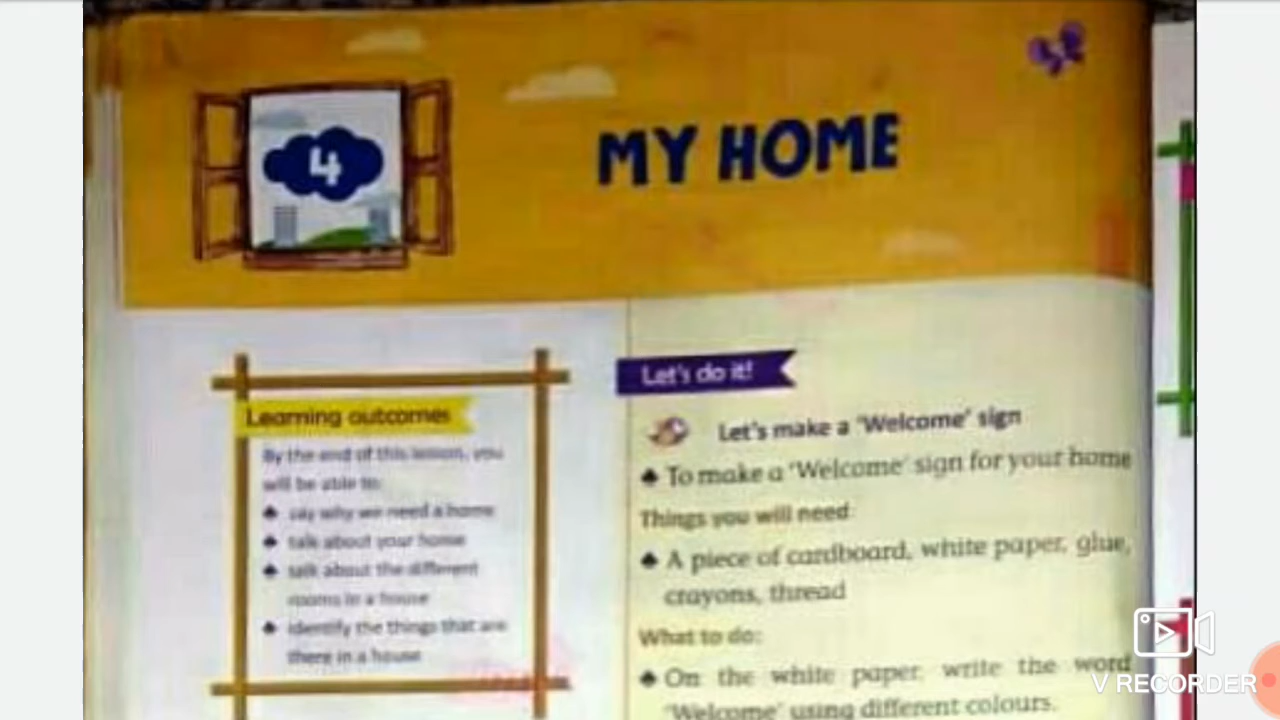 4
MY HOME
Learning outcomes
By the end of this lesson, you
will be able to:
say why we need a home
talk about your home
talk about the different
rooms in a house
identify the things that are
there in a house
Let's do it!
Let's make a 'Welcome' sign
♠ To make a 'Welcome' sign for your home
Things you will need
♠ A piece of cardboard, white paper, glue,
crayons, thread
What to do:
♠ On the white paper, write the word
'Welcome' using different colours.
V RECORDER